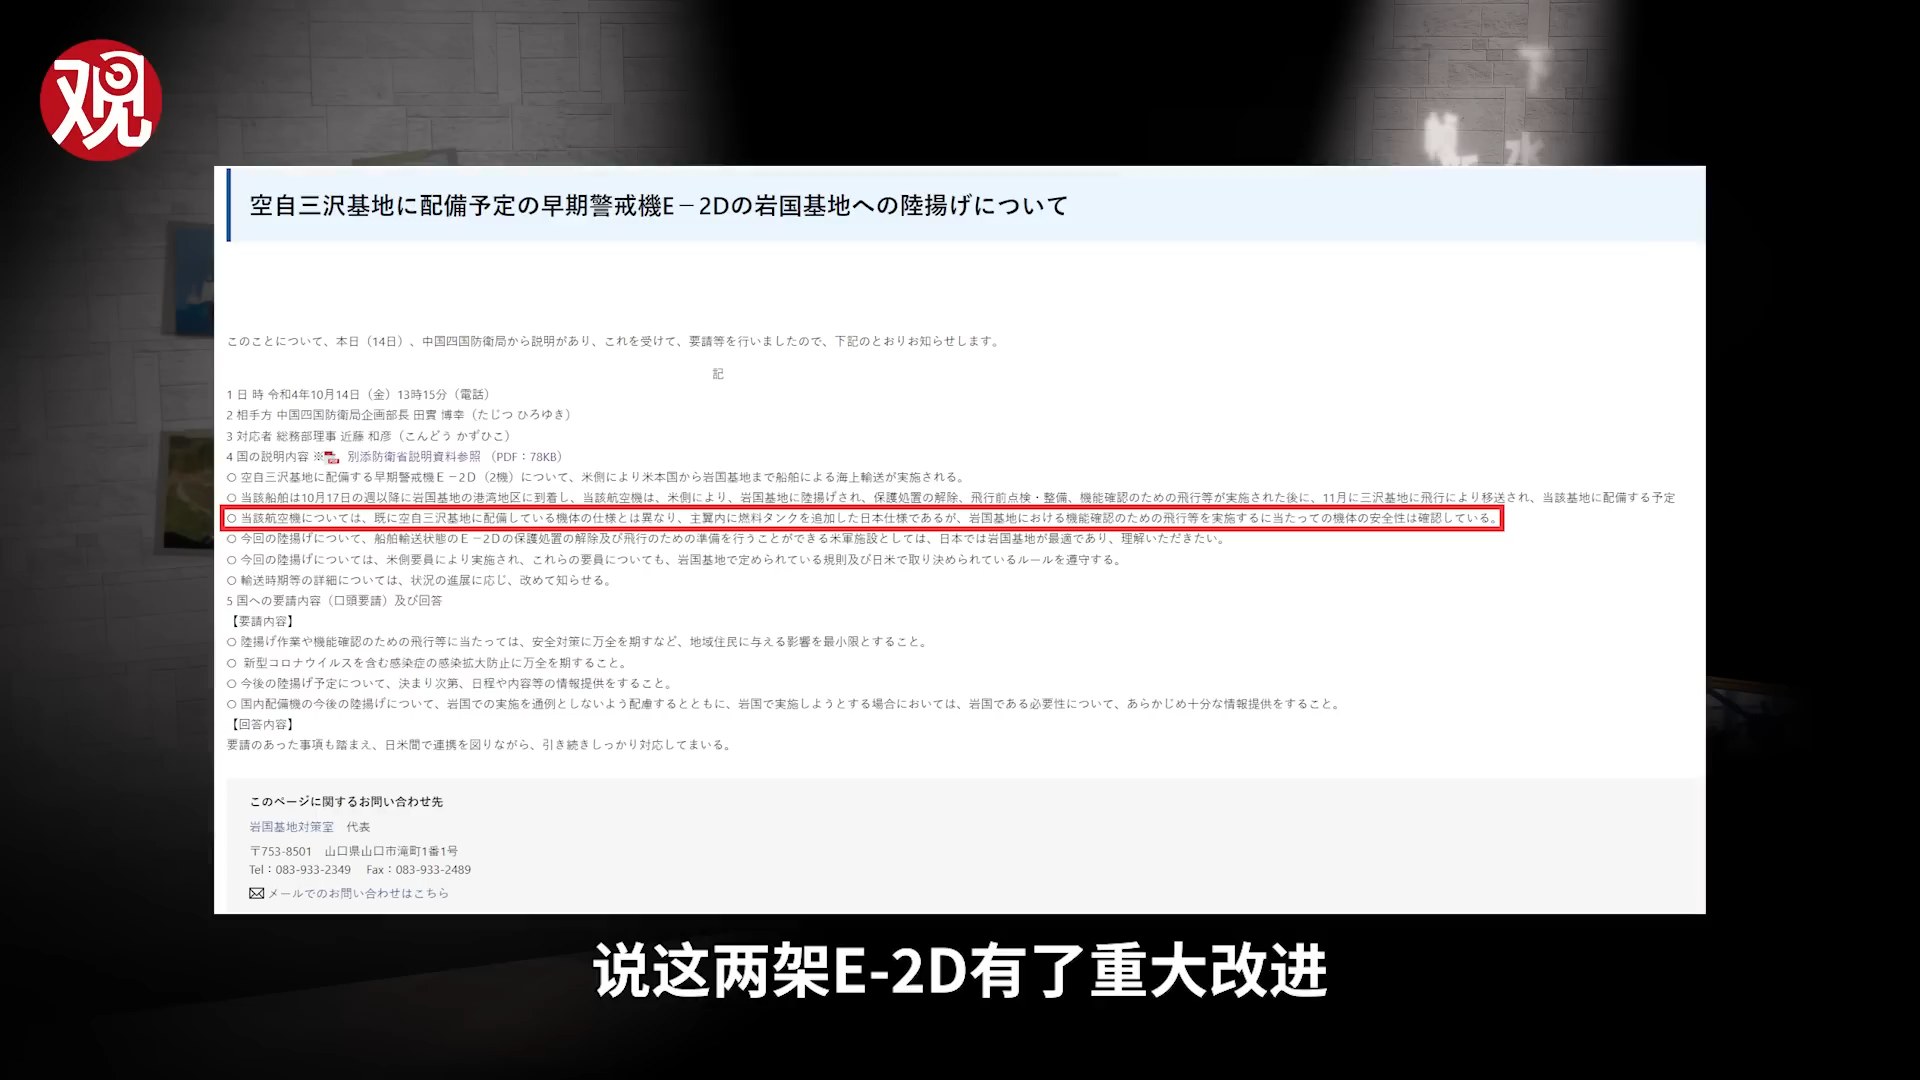 观
空自三沢基地に配備予定の早期警戒機E－2Dの岩国基地への陸揚げについて
このことについて、本日（14日）、中国四国防衛局から説明があり、これを受けて、要請等を行いましたので、下記のとおりお知らせします。
記
1 日 時 令和4年10月14日（金）13時15分（電話）
2 相手方 中国四国防衛局企画部長 田實 博幸（たじつ ひろゆき）
3 対応者 総務部理事 近藤 和彦（こんどう かずひこ）
4 国の説明内容 ※ 別添防衛省説明資料参照 （PDF：78KB）
○ 空自三沢基地に配備する早期警戒機Ｅ－２Ｄ（2機）について、米側により米本国から岩国基地まで船舶による海上輸送が実施される。
○ 当該船舶は10月17日の週以降に岩国基地の港湾地区に到着し、当該航空機は、米側により、岩国基地に陸揚げされ、保護処置の解除、飛行前点検・整備、機能確認のための飛行等が実施された後に、11月に三沢基地に飛行により移送され、当該基地に配備する予定
○ 当該航空機については、既に空自三沢基地に配備している機体の仕様とは異なり、主翼内に燃料タンクを追加した日本仕様であるが、岩国基地における機能確認のための飛行等を実施するに当たっての機体の安全性は確認している。
○ 今回の陸揚げについて、船舶輸送状態のＥ－２Ｄの保護処置の解除及び飛行のための準備を行うことができる米軍施設としては、日本では岩国基地が最適であり、理解いただきたい。
○ 今回の陸揚げについては、米側要員により実施され、これらの要員についても、岩国基地で定められている規則及び日米で取り決められているルールを遵守する。
○ 輸送時期等の詳細については、状況の進展に応じ、改めて知らせる。
5 国への要請内容（口頭要請）及び回答
【要請内容】
○ 陸揚げ作業や機能確認のための飛行等に当たっては、安全対策に万全を期すなど、地域住民に与える影響を最小限とすること。
○ 新型コロナウイルスを含む感染症の感染拡大防止に万全を期すること。
○ 今後の陸揚げ予定について、決まり次第、日程や内容等の情報提供をすること。
○ 国内配備機の今後の陸揚げについて、岩国での実施を通例としないよう配慮するとともに、岩国で実施しようとする場合においては、岩国である必要性について、あらかじめ十分な情報提供をすること。
【回答内容】
要請のあった事項も踏まえ、日米間で連携を図りながら、引き続きしっかり対応してまいる。
このページに関するお問い合わせ先
岩国基地対策室 代表
〒753-8501 山口県山口市滝町1番1号
Tel：083-933-2349 Fax：083-933-2489
メールでのお問い合わせはこちら
说这两架E-2D有了重大改进